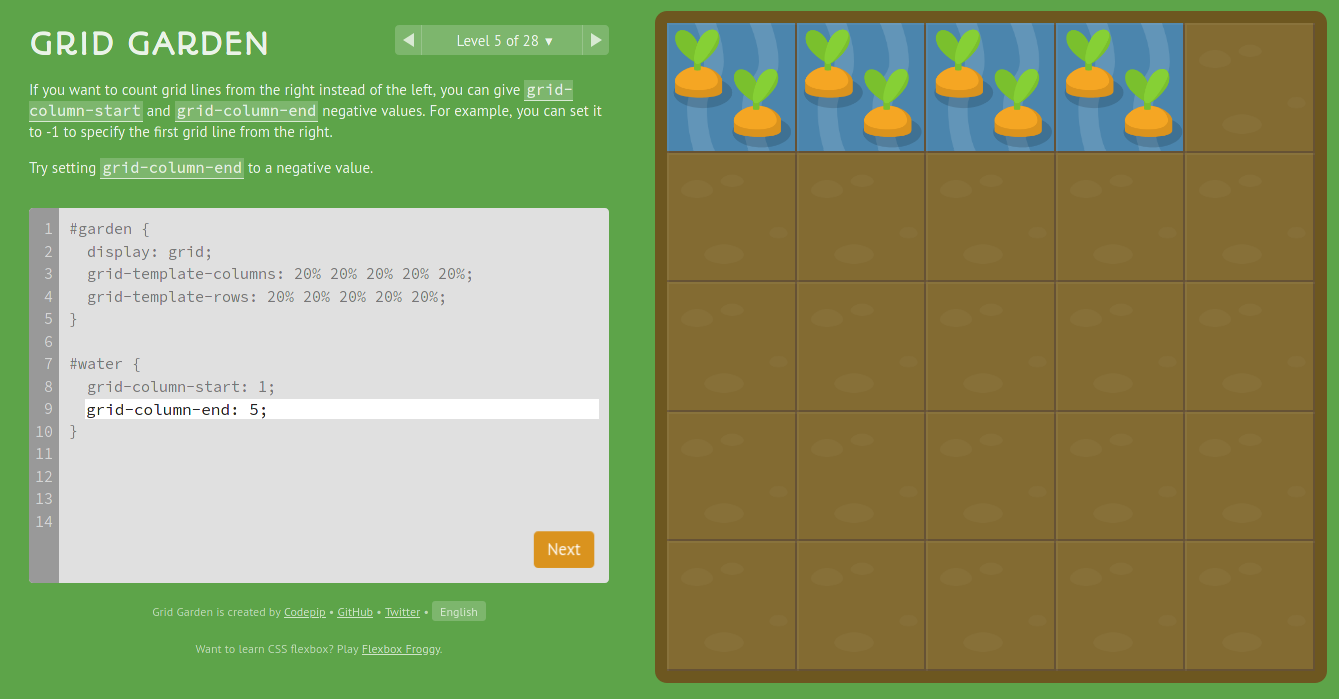 GRID GARDEN
◀ Level 5 of 28 ▼ ▶
If you want to count grid lines from the right instead of the left, you can give grid-
column-start and grid-column-end negative values. For example, you can set it
to -1 to specify the first grid line from the right.
Try setting grid-column-end to a negative value.
1 #garden {
2 display: grid;
3 grid-template-columns: 20% 20% 20% 20% 20%;
4 grid-template-rows: 20% 20% 20% 20% 20%;
5 }
6
7 #water {
8 grid-column-start: 1;
9 grid-column-end: 5;
10 }
11
12
13
14
Next
Grid Garden is created by Codepip • GitHub • Twitter • English
Want to learn CSS flexbox? Play Flexbox Froggy.